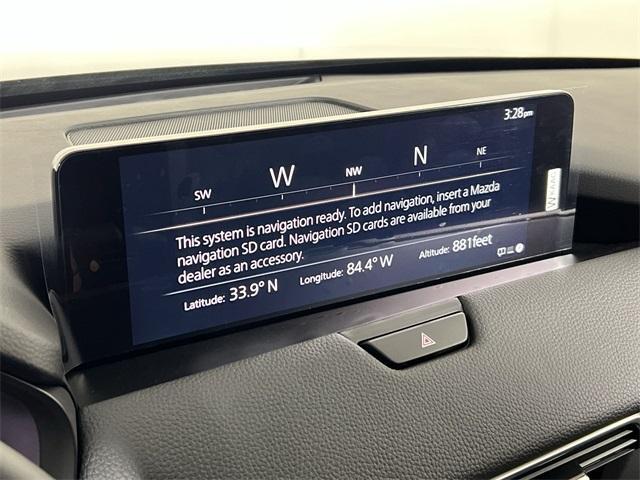 3:28pm
SW W NW N NE
This system is navigation ready. To add navigation, insert a Mazda
navigation SD card. Navigation SD cards are available from your
dealer as an accessory.
Latitude: 33.9° N Longitude: 84.4° W Altitude: 881feet